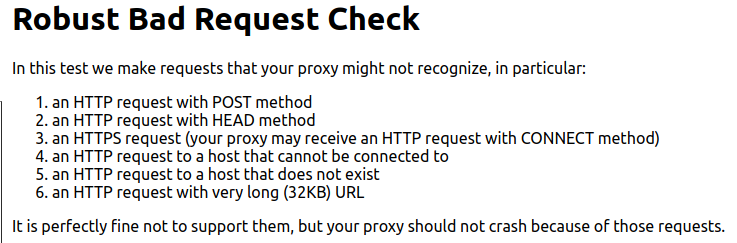 Robust Bad Request Check
In this test we make requests that your proxy might not recognize, in particular:
1. an HTTP request with POST method
2. an HTTP request with HEAD method
3. an HTTPS request (your proxy may receive an HTTP request with CONNECT method)
4. an HTTP request to a host that cannot be connected to
5. an HTTP request to a host that does not exist
6. an HTTP request with very long (32KB) URL
It is perfectly fine not to support them, but your proxy should not crash because of those requests.